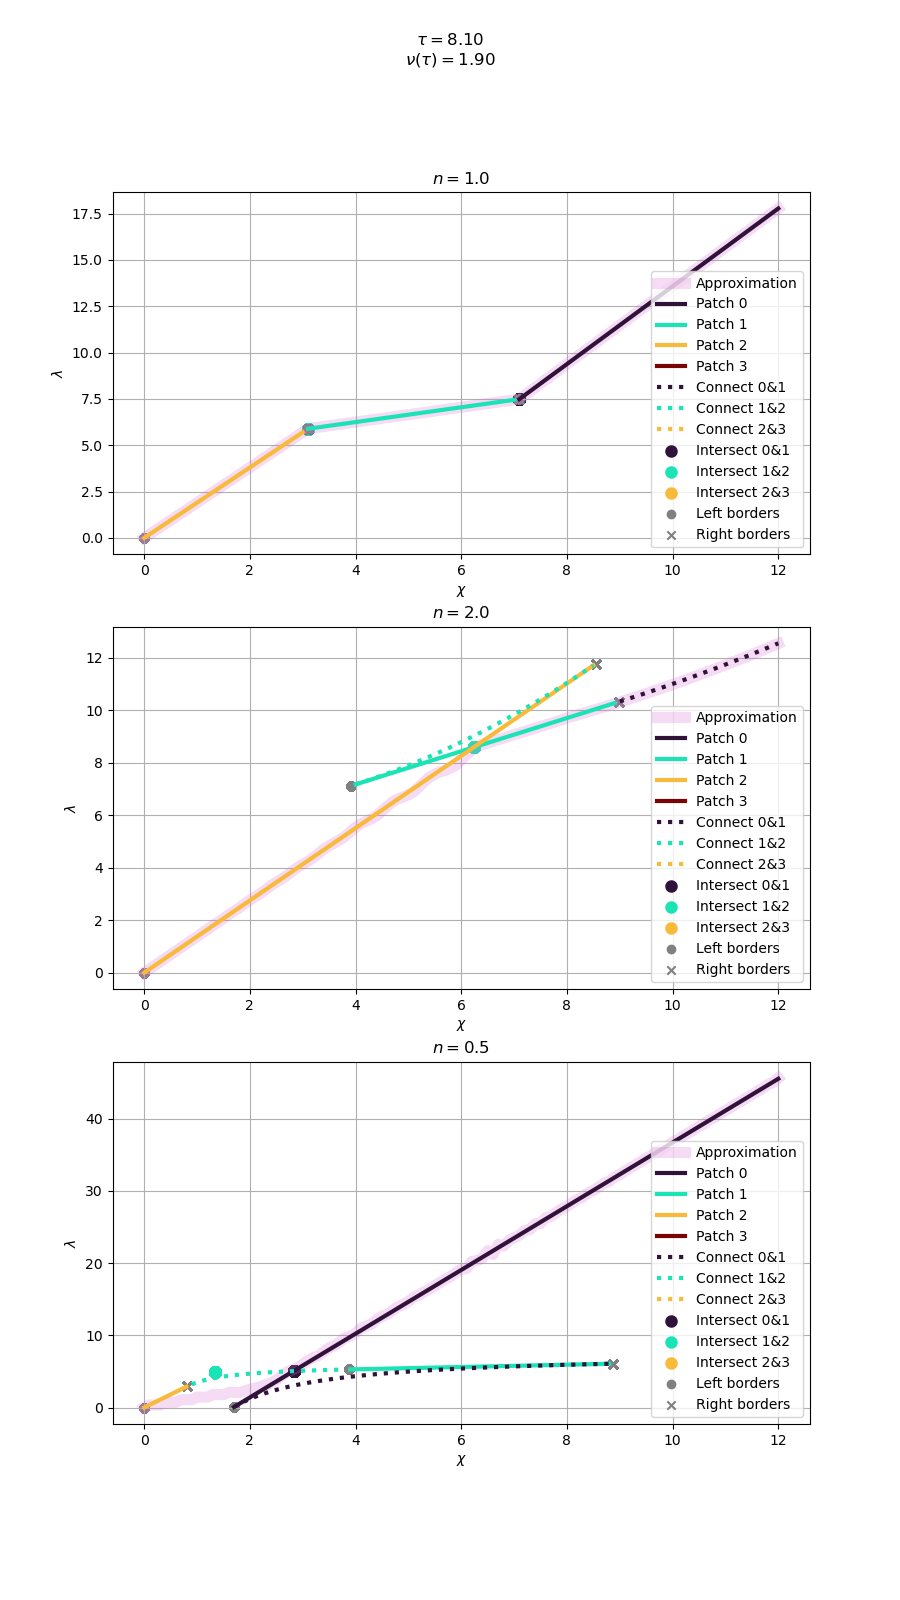 τ = 8.10
ν(τ) = 1.90
n = 1.0
17.5
15.0
12.5
10.0
7.5
5.0
2.5
0.0
λ
0 2 4 6 8 10 12
χ
Approximation
Patch 0
Patch 1
Patch 2
Patch 3
Connect 0&1
Connect 1&2
Connect 2&3
Intersect 0&1
Intersect 1&2
Intersect 2&3
Left borders
Right borders
n = 2.0
12
10
8
6
4
2
0
λ
0 2 4 6 8 10 12
χ
Approximation
Patch 0
Patch 1
Patch 2
Patch 3
Connect 0&1
Connect 1&2
Connect 2&3
Intersect 0&1
Intersect 1&2
Intersect 2&3
Left borders
Right borders
n = 0.5
40
30
20
10
0
λ
0 2 4 6 8 10 12
χ
Approximation
Patch 0
Patch 1
Patch 2
Patch 3
Connect 0&1
Connect 1&2
Connect 2&3
Intersect 0&1
Intersect 1&2
Intersect 2&3
Left borders
Right borders